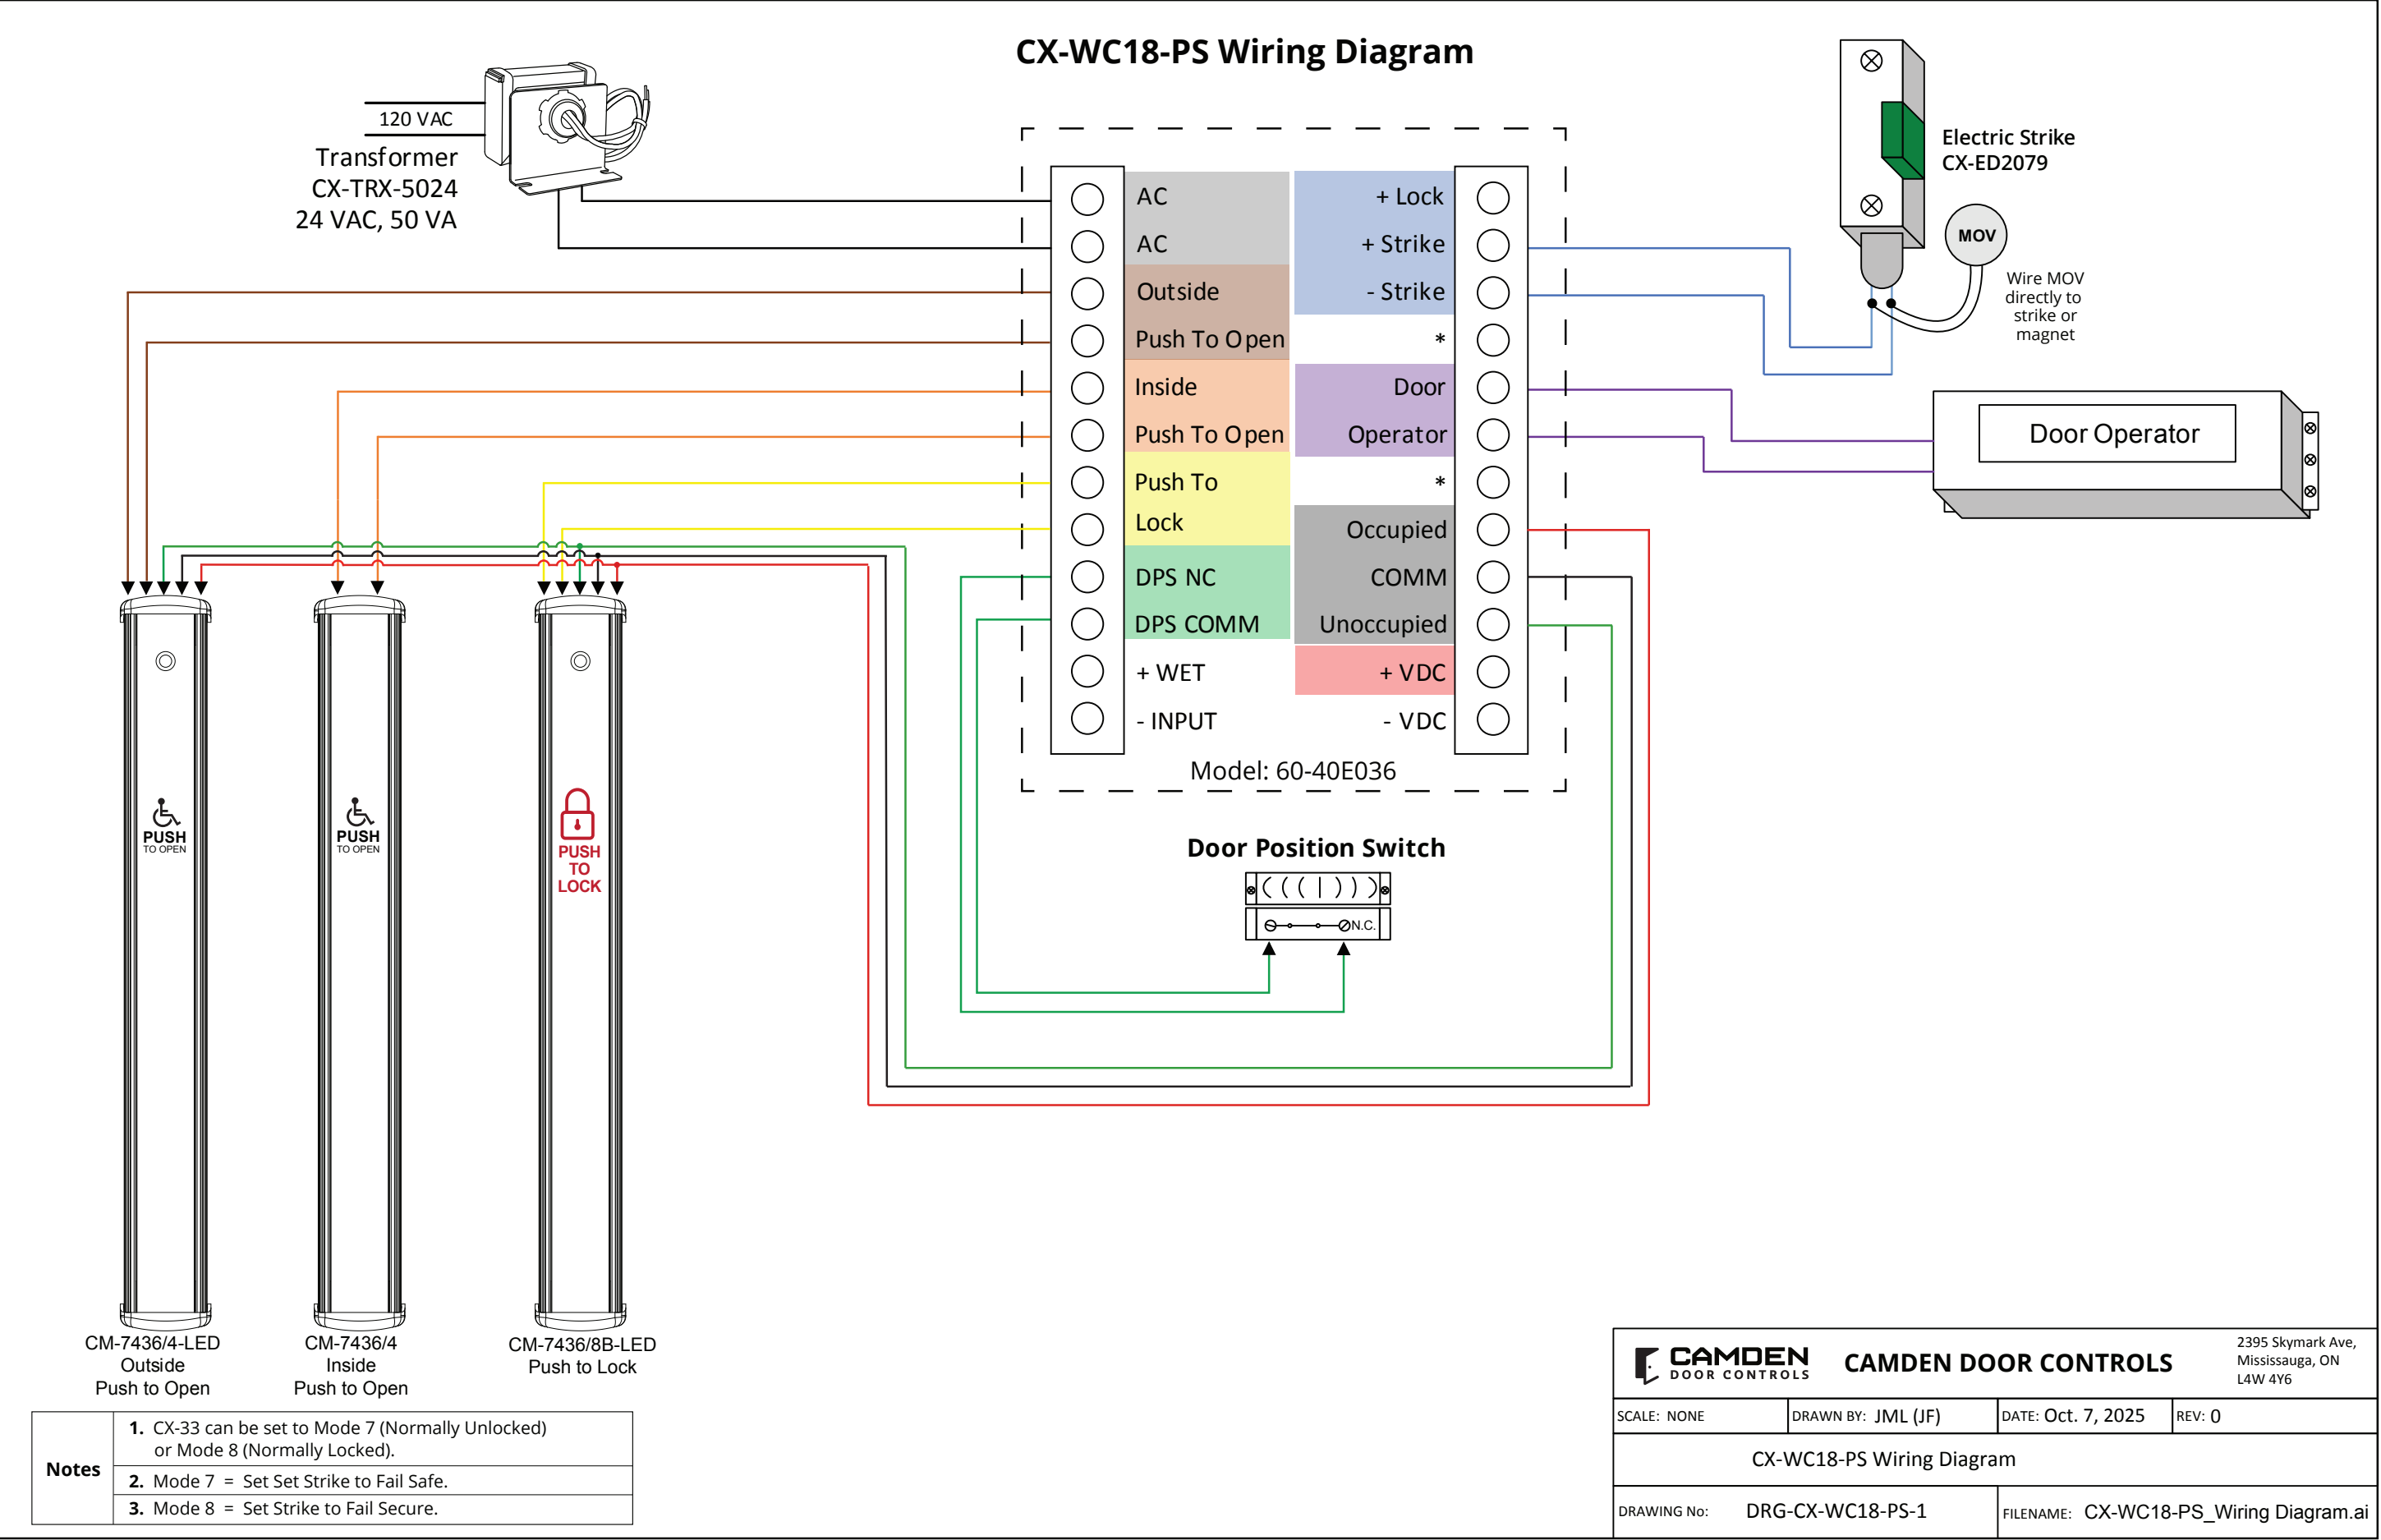 CX-WC18-PS Wiring Diagram
120 VAC
Transformer
CX-TRX-5024
24 VAC, 50 VA
AC
AC
Outside
Push To Open
Inside
Push To Open
Push To
Lock
DPS NC
DPS COMM
+ WET
- INPUT
+ Lock
+ Strike
- Strike
*
Door
Operator
*
Occupied
COMM
Unoccupied
+ VDC
- VDC
Model: 60-40E036
Electric Strike
CX-ED2079
MOV
Wire MOV
directly to
strike or
magnet
Door Operator
Door Position Switch
N.C.
PUSH
TO OPEN
PUSH
TO OPEN
PUSH
TO
LOCK
CM-7436/4-LED
Outside
Push to Open
CM-7436/4
Inside
Push to Open
CM-7436/8B-LED
Push to Lock
Notes
1. CX-33 can be set to Mode 7 (Normally Unlocked)
or Mode 8 (Normally Locked).
2. Mode 7 = Set Set Strike to Fail Safe.
3. Mode 8 = Set Strike to Fail Secure.
CAMDEN
DOOR CONTROLS
CAMDEN DOOR CONTROLS
2395 Skymark Ave,
Mississauga, ON
L4W 4Y6
SCALE: NONE
DRAWN BY: JML (JF)
DATE: Oct. 7, 2025
REV: 0
CX-WC18-PS Wiring Diagram
DRAWING No: DRG-CX-WC18-PS-1
FILENAME: CX-WC18-PS_Wiring Diagram.ai